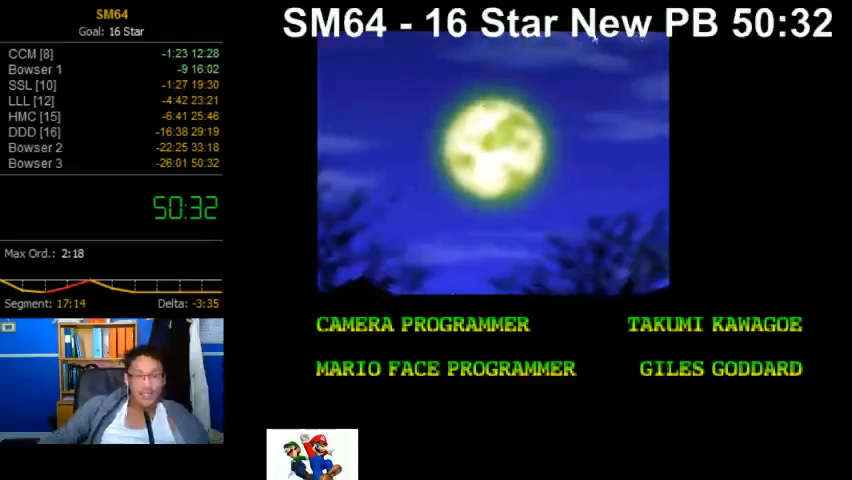 SM64
Goal: 16 Star
CCM [8] -1:23 12:28
Bowser 1 -9 16:02
SSL [10] -1:27 19:30
LLL [12] -4:42 23:21
HMC [15] -6:41 25:46
DDD [16] -16:38 29:19
Bowser 2 -22:25 33:18
Bowser 3 -26:01 50:32
50:32
Max Ord.: 2:18
Segment: 17:14 Delta: -3:35
SM64 - 16 Star New PB 50:32
CAMERA PROGRAMMER TAKUMI KAWAGOE
MARIO FACE PROGRAMMER GILES GODDARD